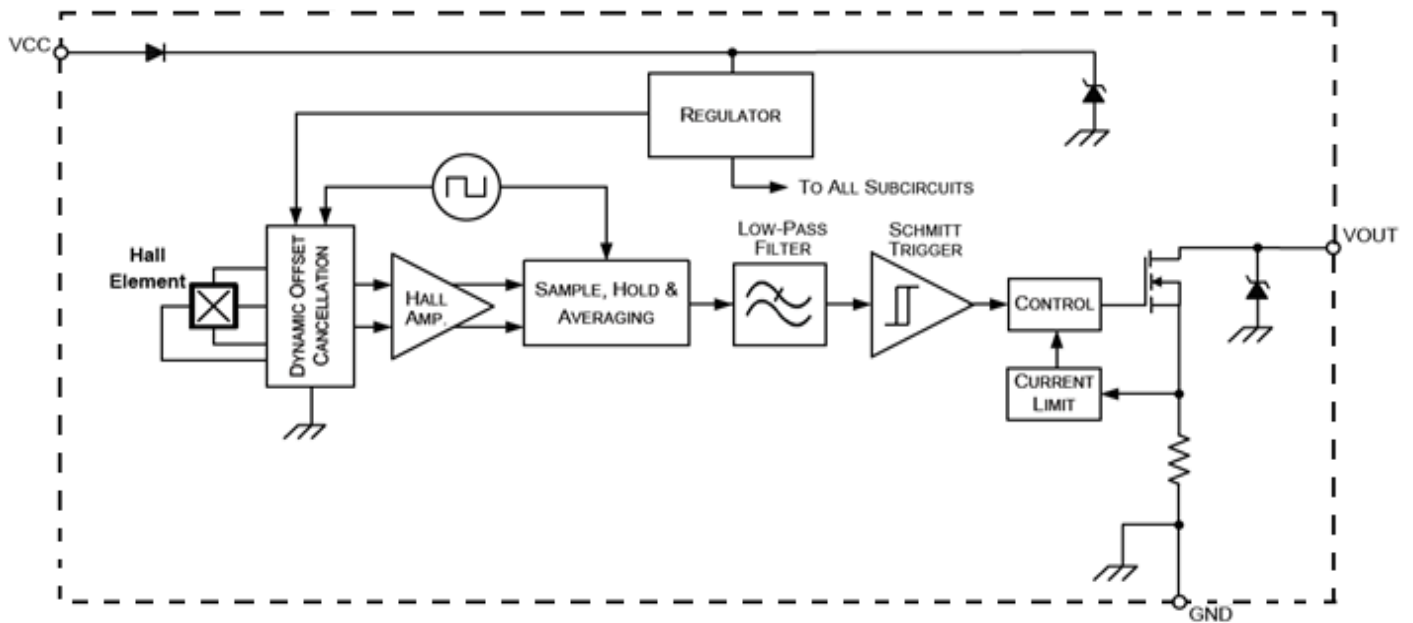 VCC
REGULATOR
TO ALL SUBCIRCUITS
Hall
Element
DYNAMIC OFFSET
CANCELLATION
HALL
AMP.
SAMPLE, HOLD &
AVERAGING
LOW-PASS
FILTER
SCHMITT
TRIGGER
CONTROL
CURRENT
LIMIT
VOUT
GND